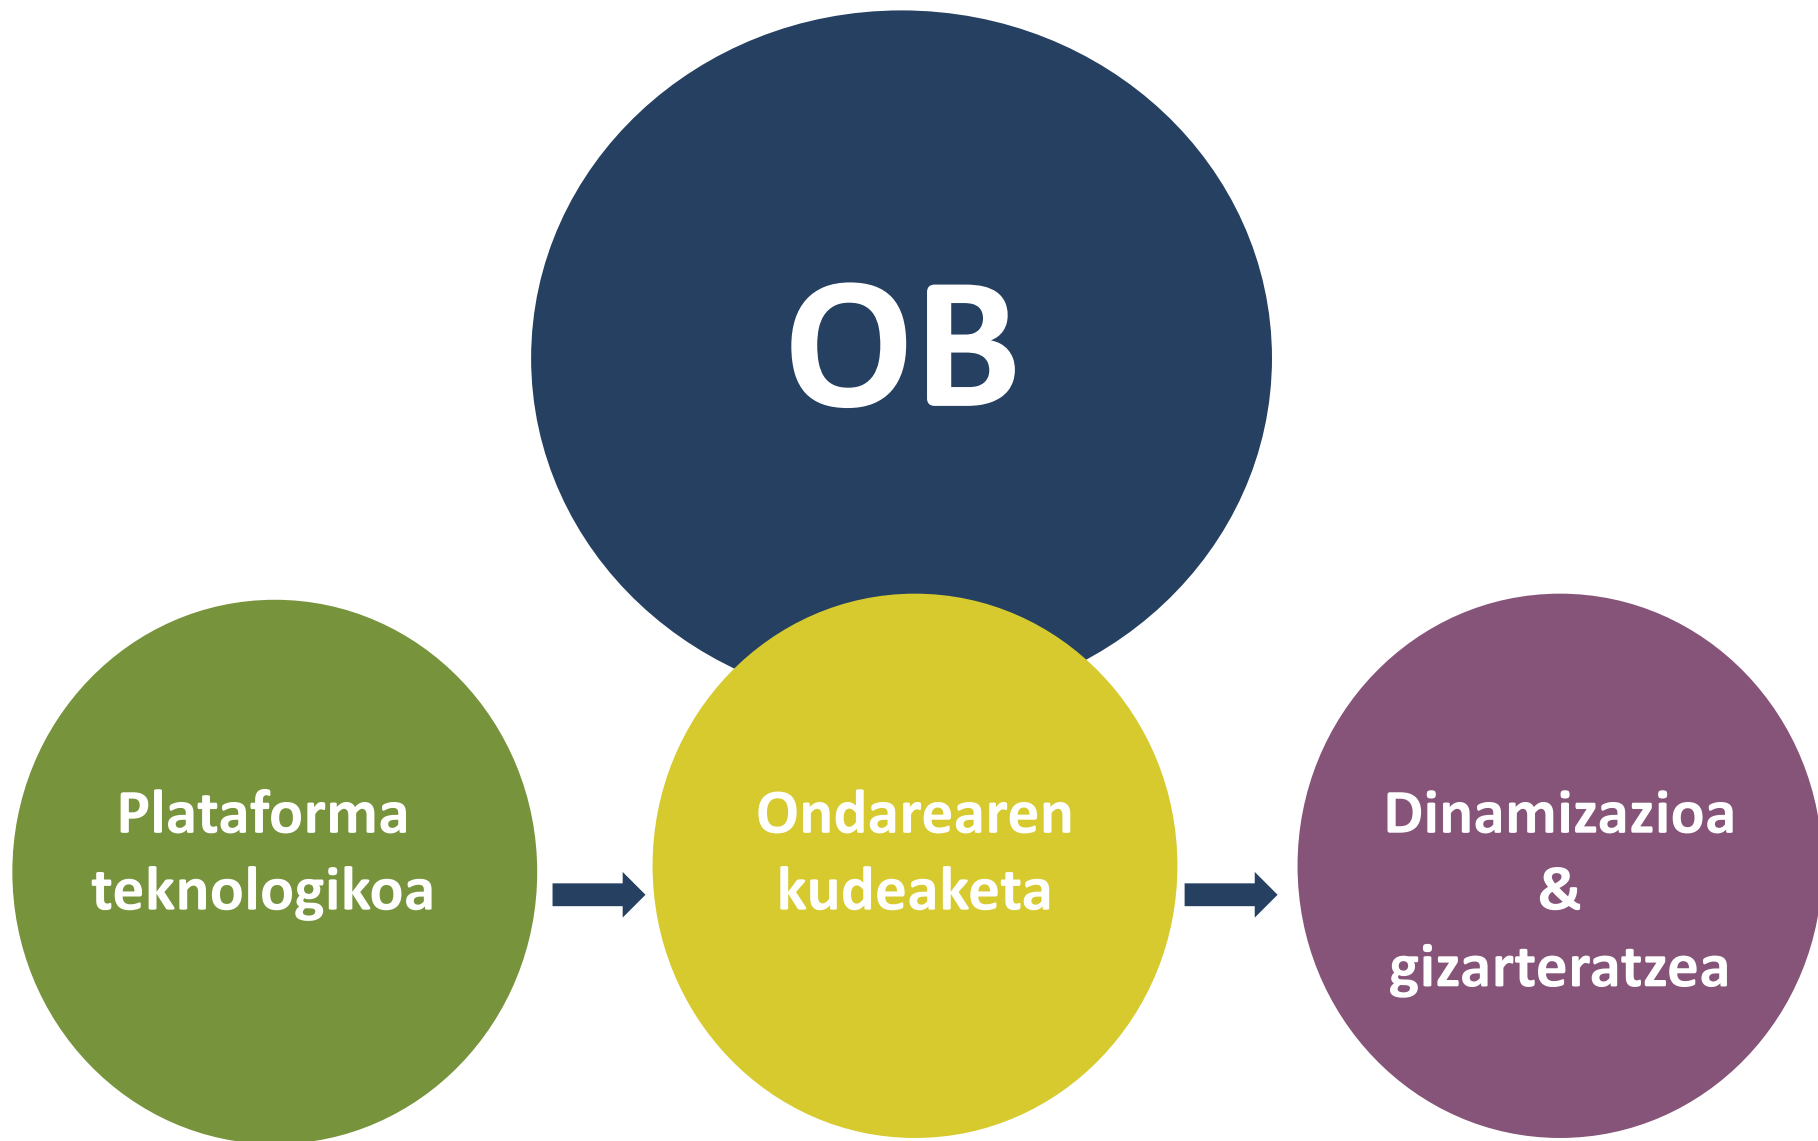 OB
Plataforma
teknologikoa
Ondarearen
kudeaketa
Dinamizazioa
&
gizarteratzea